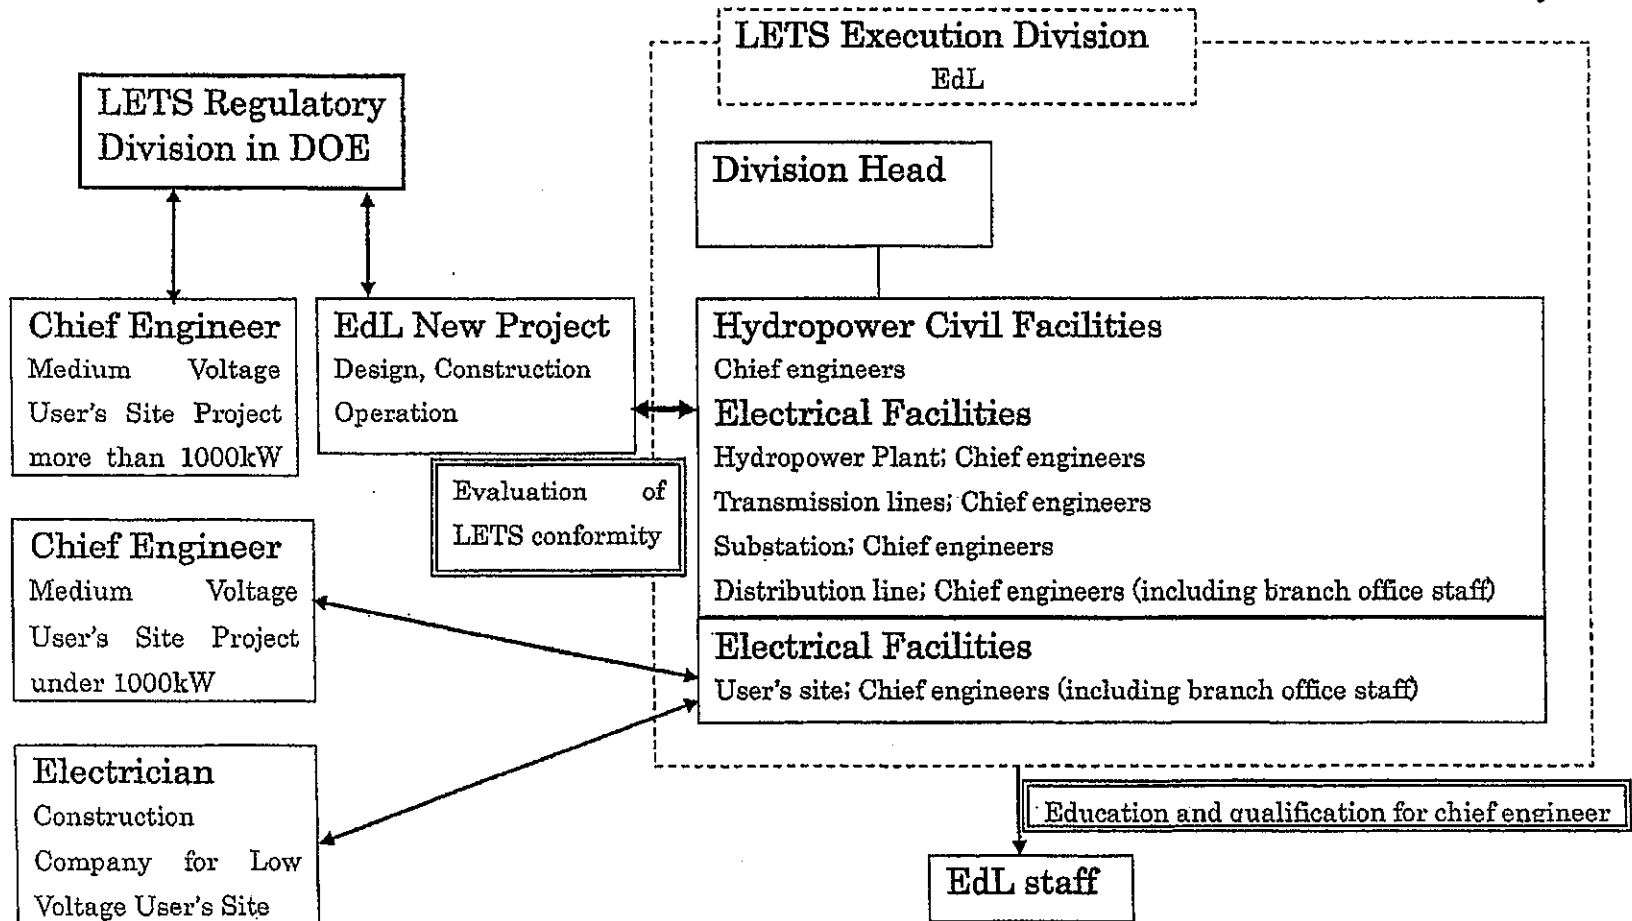 LETS Execution Division
EdL
LETS Regulatory
Division in DOE
Division Head
Chief Engineer
Medium Voltage
User's Site Project
more than 1000kW
EdL New Project
Design, Construction
Operation
Hydropower Civil Facilities
Chief engineers
Electrical Facilities
Hydropower Plant; Chief engineers
Transmission lines; Chief engineers
Substation; Chief engineers
Distribution line; Chief engineers (including branch office staff)
Evaluation of
LETS conformity
Chief Engineer
Medium Voltage
User's Site Project
under 1000kW
Electrical Facilities
User's site; Chief engineers (including branch office staff)
Electrician
Construction
Company for Low
Voltage User's Site
Education and qualification for chief engineer
EdL staff